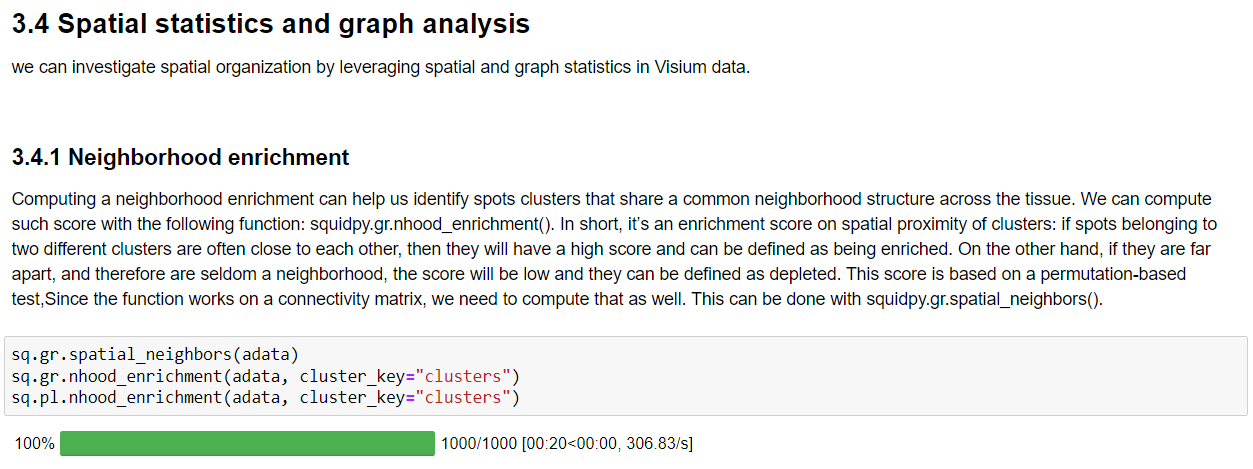 3.4 Spatial statistics and graph analysis
we can investigate spatial organization by leveraging spatial and graph statistics in Visium data.
3.4.1 Neighborhood enrichment
Computing a neighborhood enrichment can help us identify spots clusters that share a common neighborhood structure across the tissue. We can compute
such score with the following function: squidpy.gr.nhood_enrichment(). In short, it’s an enrichment score on spatial proximity of clusters: if spots belonging to
two different clusters are often close to each other, then they will have a high score and can be defined as being enriched. On the other hand, if they are far
apart, and therefore are seldom a neighborhood, the score will be low and they can be defined as depleted. This score is based on a permutation-based
test,Since the function works on a connectivity matrix, we need to compute that as well. This can be done with squidpy.gr.spatial_neighbors().
sq.gr.spatial_neighbors(adata)
sq.gr.nhood_enrichment(adata, cluster_key="clusters")
sq.pl.nhood_enrichment(adata, cluster_key="clusters")
100% 1000/1000 [00:20<00:00, 306.83/s]